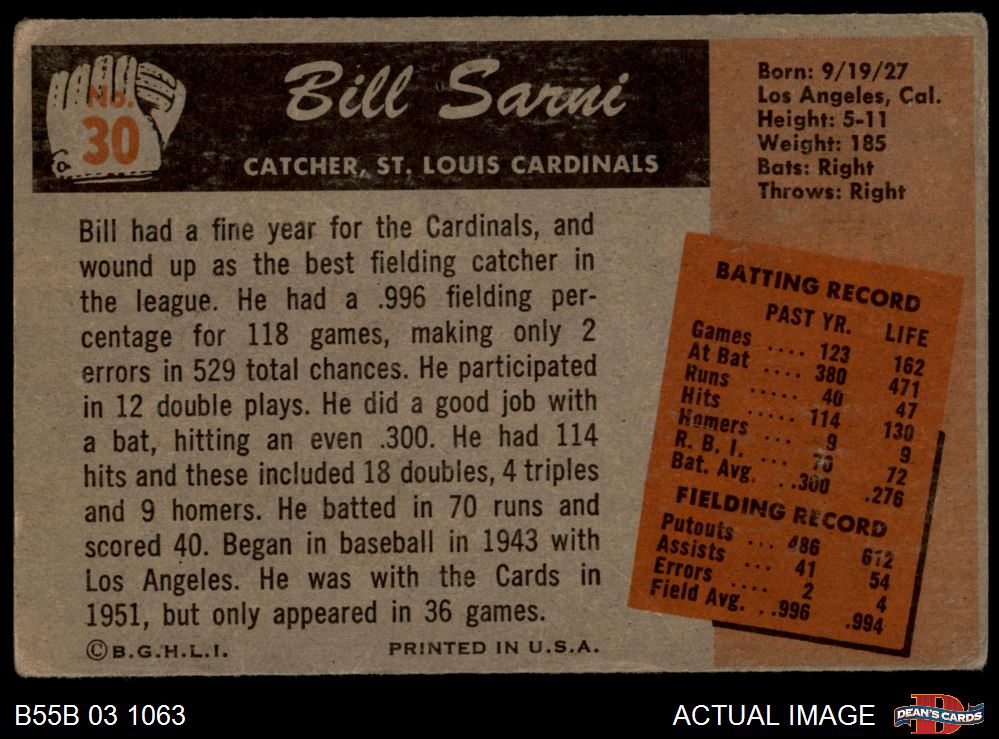 No.
30
Bill Sarni
CATCHER, ST. LOUIS CARDINALS
Born: 9/19/27
Los Angeles, Cal.
Height: 5-11
Weight: 185
Bats: Right
Throws: Right
Bill had a fine year for the Cardinals, and
wound up as the best fielding catcher in
the league. He had a .996 fielding per-
centage for 118 games, making only 2
errors in 529 total chances. He participated
in 12 double plays. He did a good job with
a bat, hitting an even .300. He had 114
hits and these included 18 doubles, 4 triples
and 9 homers. He batted in 70 runs and
scored 40. Began in baseball in 1943 with
Los Angeles. He was with the Cards in
1951, but only appeared in 36 games.
BATTING RECORD
PAST YR. LIFE
Games .... 123 162
At Bat .... 380 471
Runs ..... 40 47
Hits ..... 114 130
Homers ... 9 9
R. B. I. ... 70 72
Bat. Avg. ..300 .276
FIELDING RECORD
Putouts ... 486 612
Assists ... 41 54
Errors .... 2 4
Field Avg. ..996 .994
©B.G.H.L.I. PRINTED IN U.S.A.
B55B 03 1063
ACTUAL IMAGE
DEAN'S CARDS